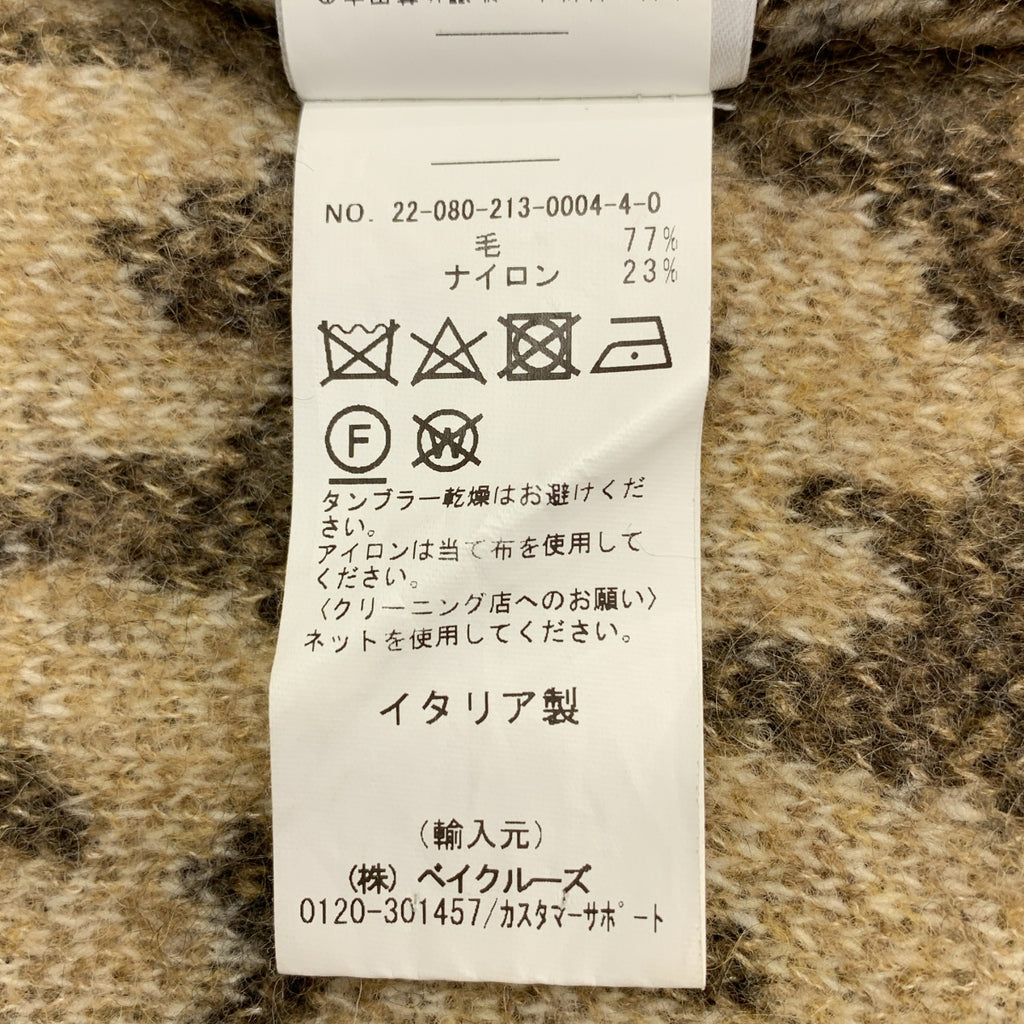 NO. 22-080-213-0004-4-0
毛 77%
ナイロン 23%
F
W
タンブラー乾燥はお避けくだ
さい。
アイロンは当て布を使用して
ください。
〈クリーニング店へのお願い〉
ネットを使用してください。
イタリア製
(輸入元)
(株) ベイクルーズ
0120-301457/カスタマーサポート